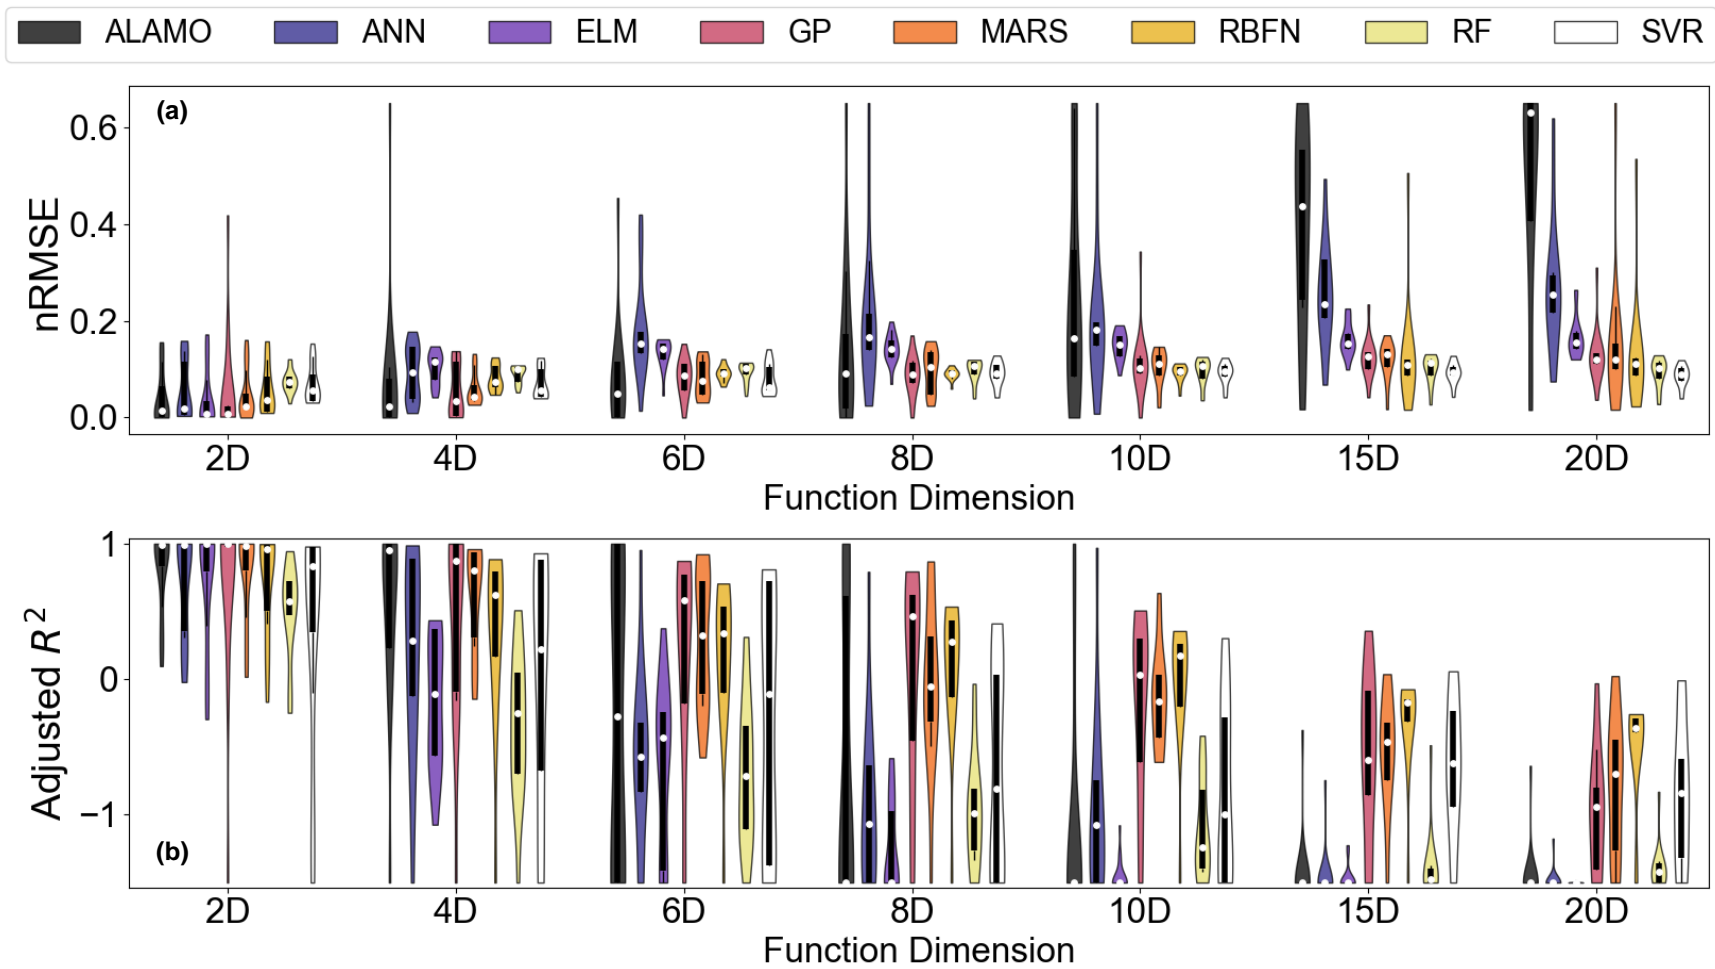 ALAMO ANN ELM GP MARS RBFN RF SVR
(a)
nRMSE
0.6
0.4
0.2
0.0
2D 4D 6D 8D 10D 15D 20D
Function Dimension
(b)
Adjusted R²
1
0
−1
2D 4D 6D 8D 10D 15D 20D
Function Dimension